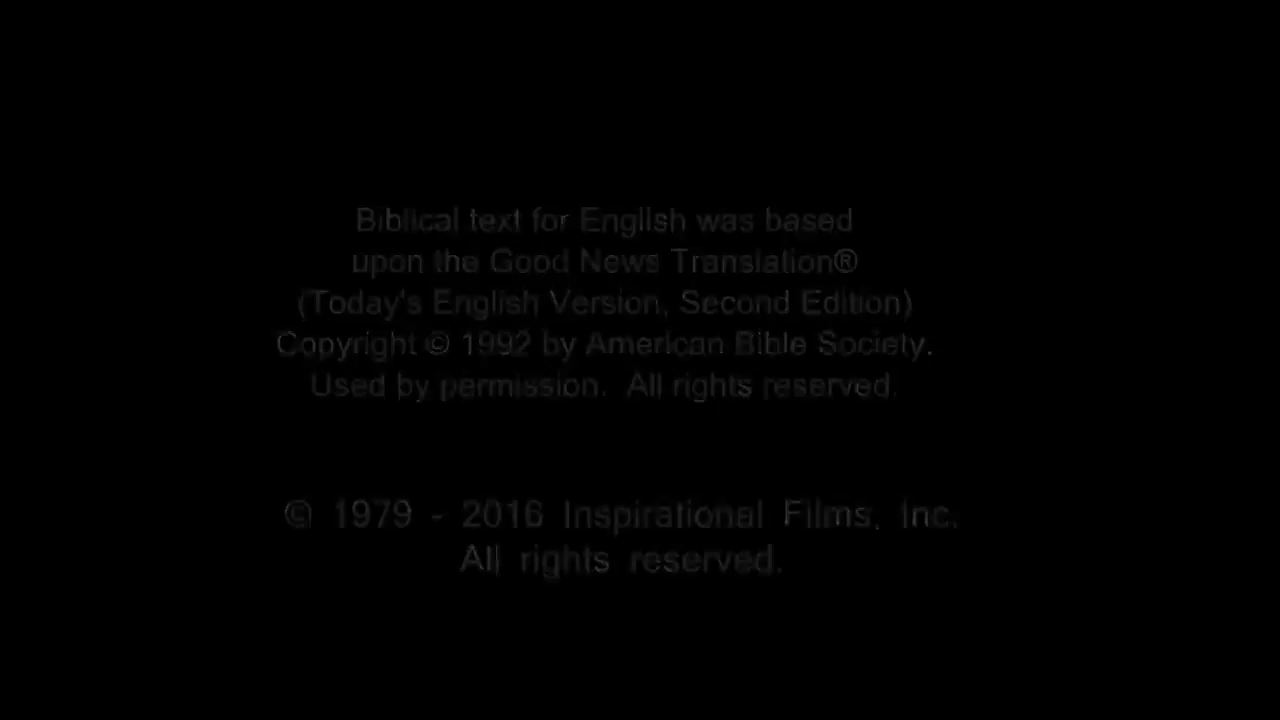 Biblical text for English was based
upon the Good News Translation®
(Today's English Version, Second Edition)
Copyright © 1992 by American Bible Society.
Used by permission. All rights reserved.
© 1979 - 2016 Inspirational Films, Inc.
All rights reserved.